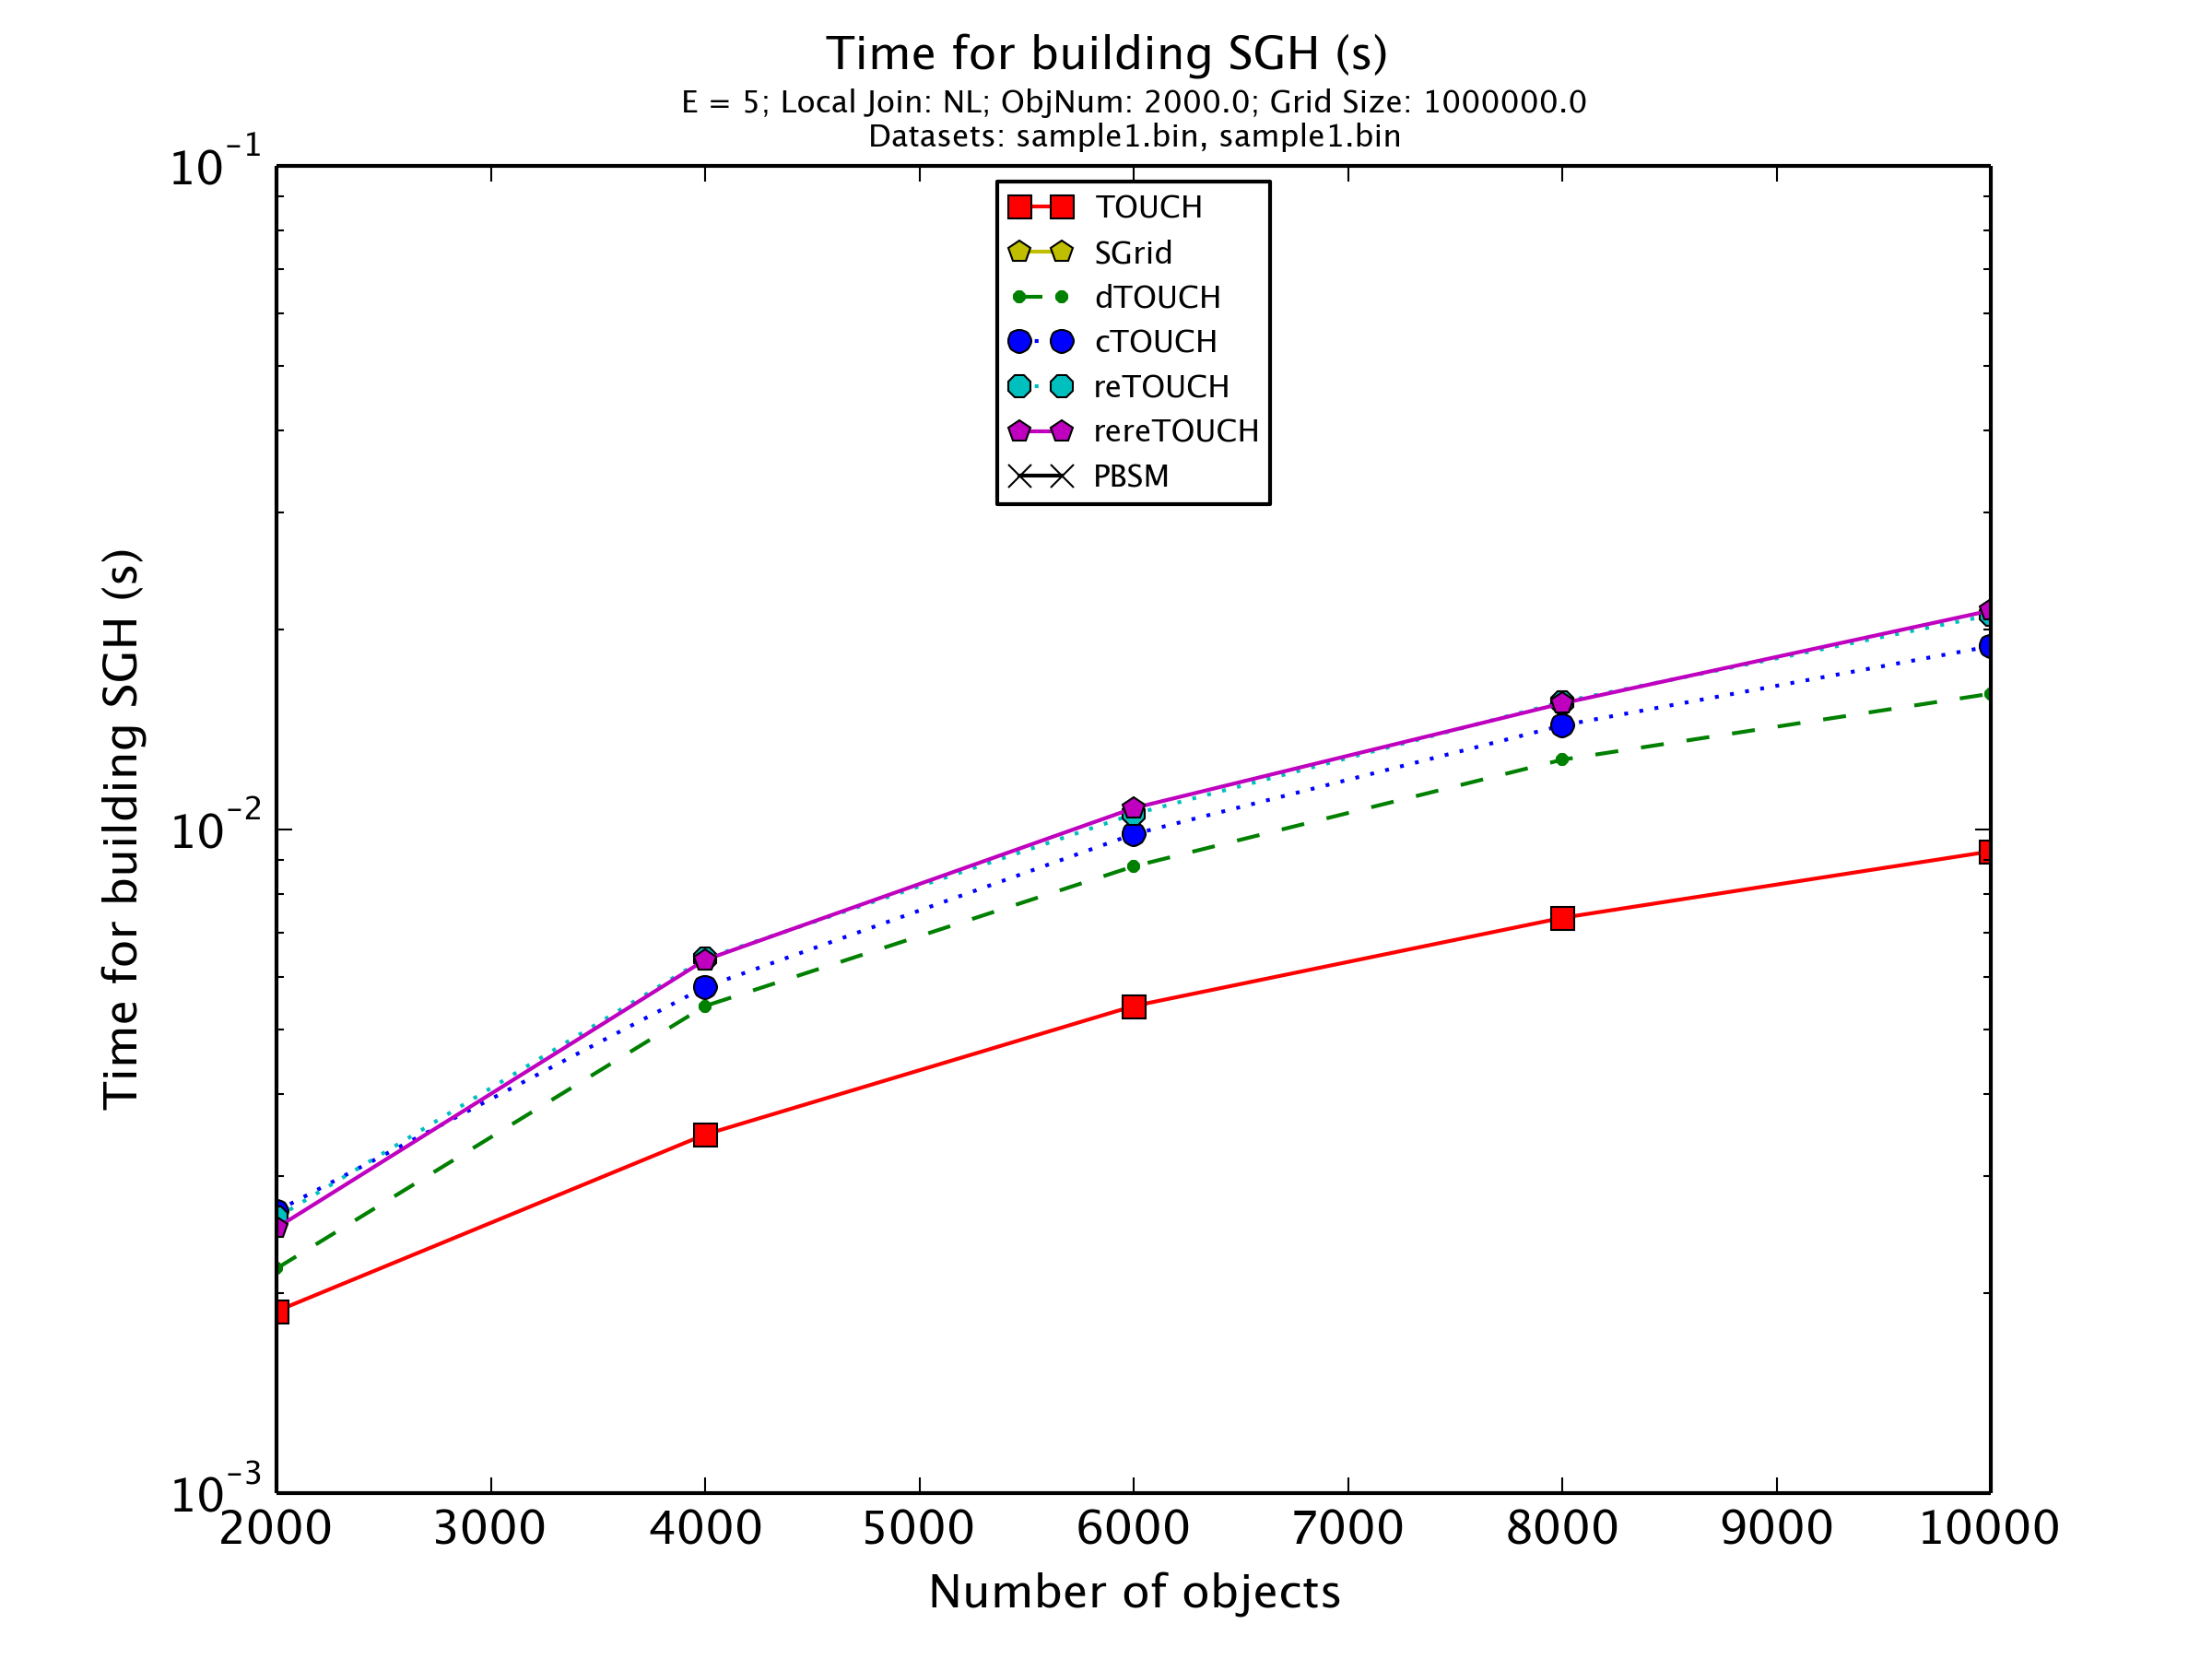 Time for building SGH (s)
E = 5; Local Join: NL; ObjNum: 2000.0; Grid Size: 1000000.0
Datasets: sample1.bin, sample1.bin
10^-1
TOUCH
SGrid
dTOUCH
cTOUCH
reTOUCH
rereTOUCH
PBSM
Time for building SGH (s)
10^-2
10^-3
2000 3000 4000 5000 6000 7000 8000 9000 10000
Number of objects